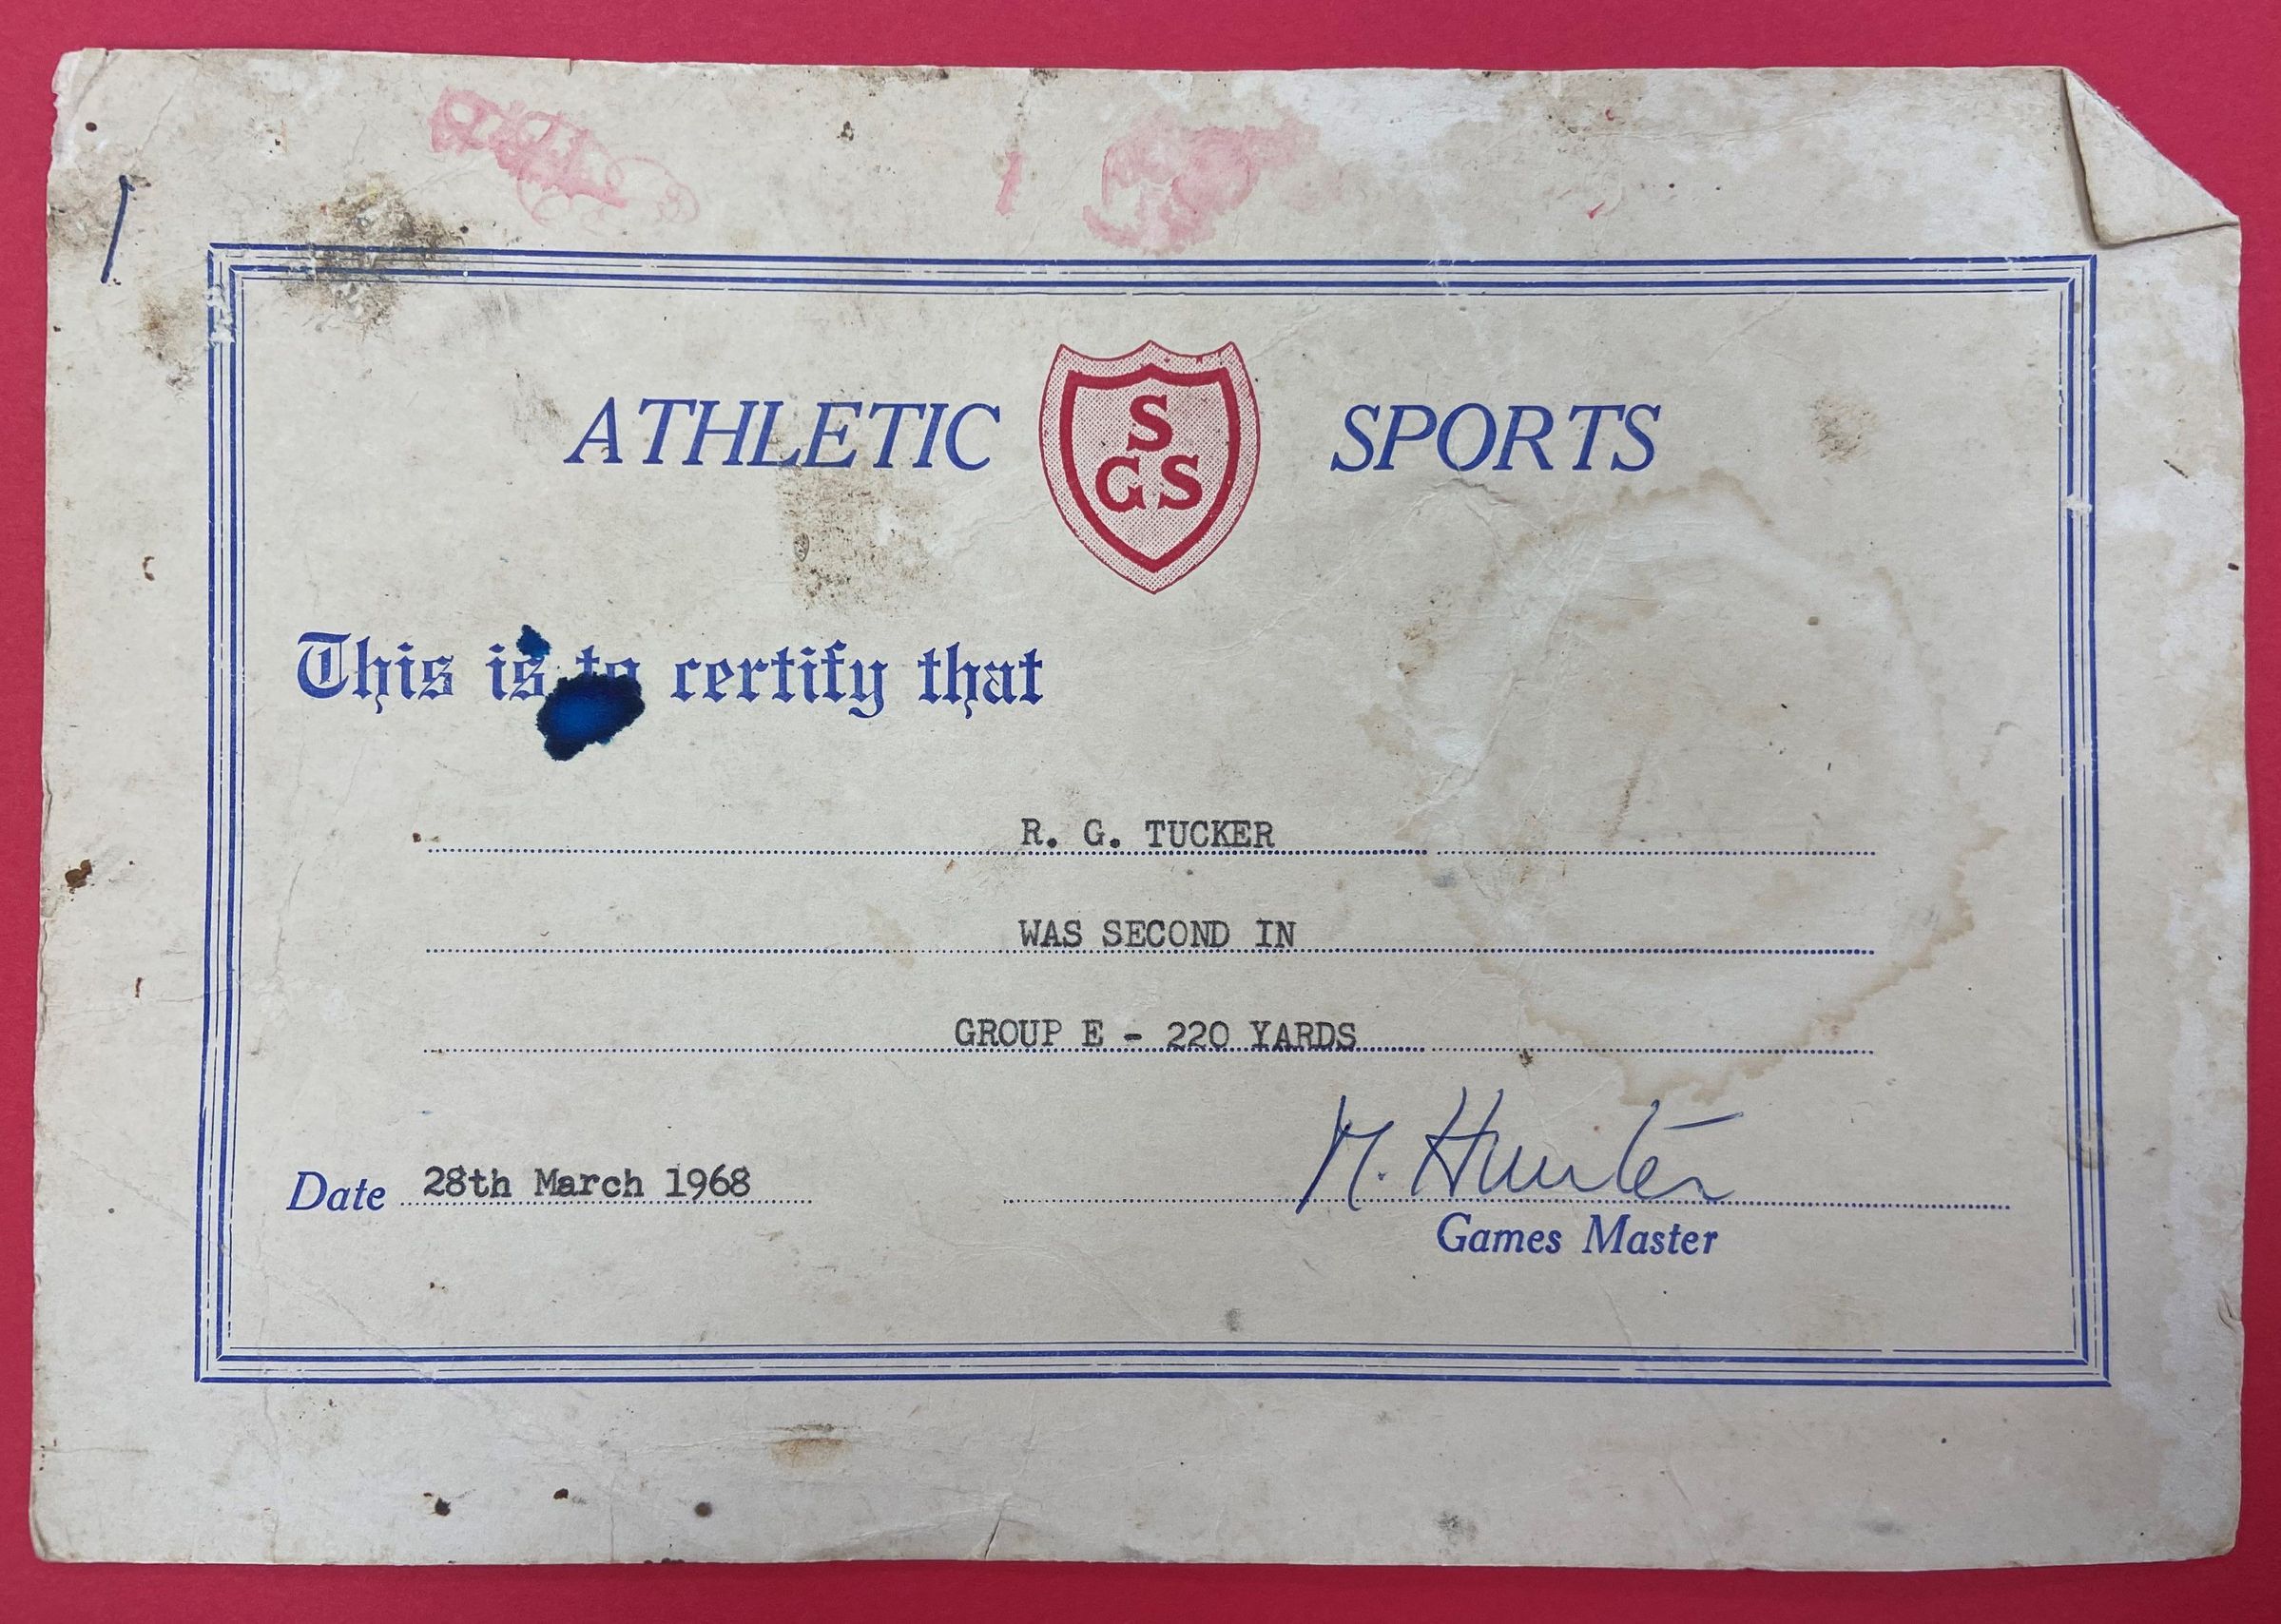 ATHLETIC SPORTS
S
GS
This is to certify that
R. G. TUCKER
WAS SECOND IN
GROUP E - 220 YARDS
Date 28th March 1968
M. Hunter
Games Master